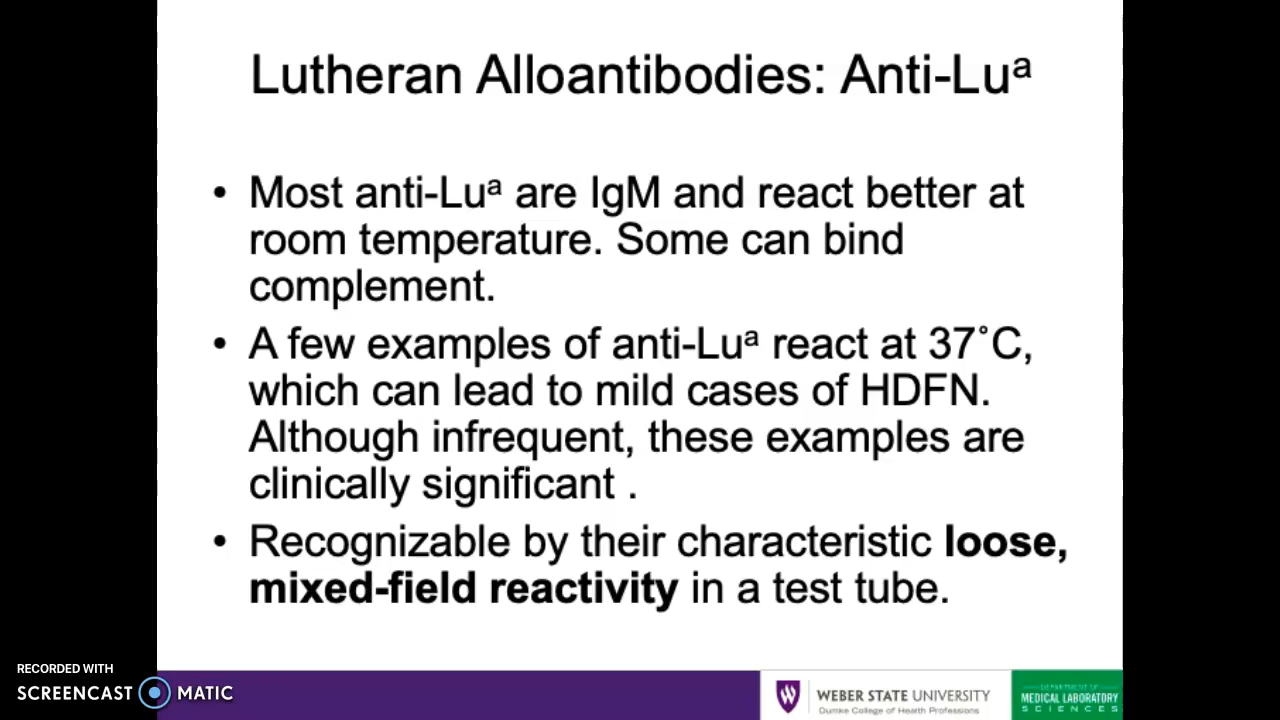 Lutheran Alloantibodies: Anti-Luᵃ
• Most anti-Luᵃ are IgM and react better at
room temperature. Some can bind
complement.
• A few examples of anti-Luᵃ react at 37˚C,
which can lead to mild cases of HDFN.
Although infrequent, these examples are
clinically significant .
• Recognizable by their characteristic loose,
mixed-field reactivity in a test tube.
RECORDED WITH
SCREENCAST MATIC
WEBER STATE UNIVERSITY
Dumke College of Health Professions
DEPARTMENT OF
MEDICAL LABORATORY
SCIENCES